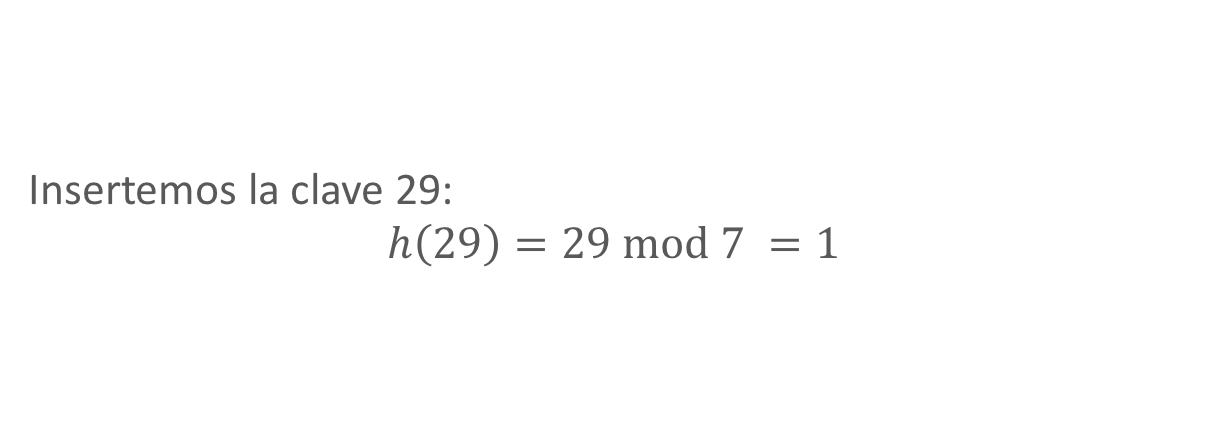 Insertemos la clave 29:
h(29) = 29 mod 7 = 1